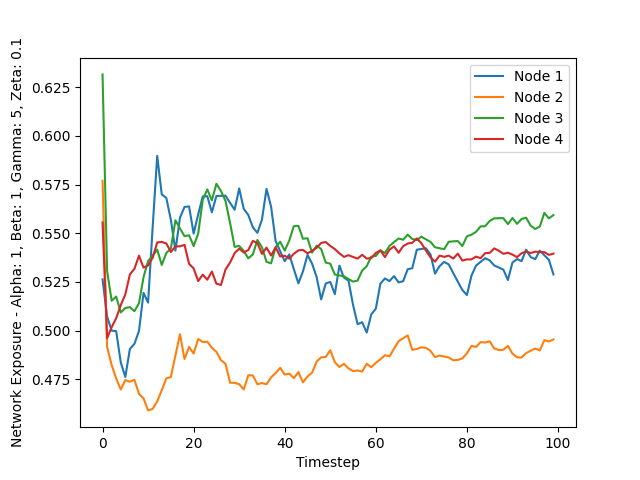 Network Exposure - Alpha: 1, Beta: 1, Gamma: 5, Zeta: 0.1
0.625
0.600
0.575
0.550
0.525
0.500
0.475
Node 1
Node 2
Node 3
Node 4
0 20 40 60 80 100
Timestep